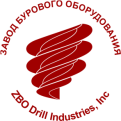 ЗАВОД БУРОВОГО ОБОРУДОВАНИЯ
ZBO Drill Industries, Inc